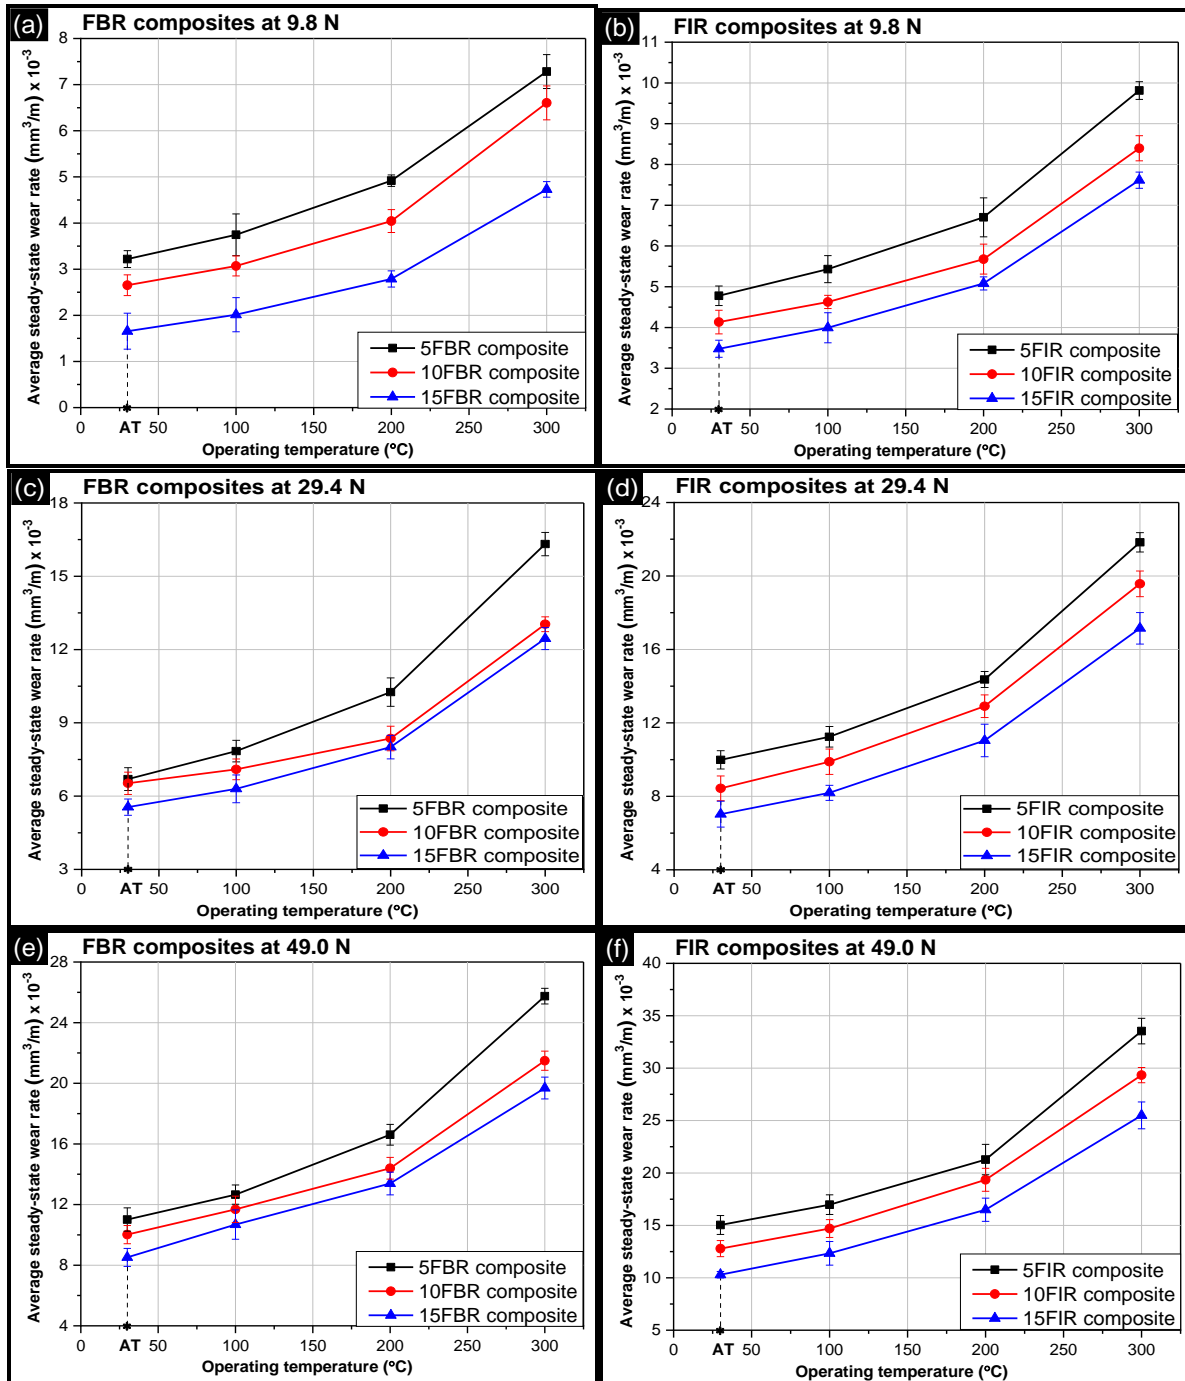 (a) FBR composites at 9.8 N
Average steady-state wear rate (mm³/m) x 10⁻³
8
7
6
5
4
3
2
1
0
5FBR composite
10FBR composite
15FBR composite
0 AT 50 100 150 200 250 300
Operating temperature (°C)
(b) FIR composites at 9.8 N
Average steady-state wear rate (mm³/m) x 10⁻³
11
10
9
8
7
6
5
4
3
2
5FIR composite
10FIR composite
15FIR composite
0 AT 50 100 150 200 250 300
Operating temperature (°C)
(c) FBR composites at 29.4 N
Average steady-state wear rate (mm³/m) x 10⁻³
18
15
12
9
6
3
5FBR composite
10FBR composite
15FBR composite
0 AT 50 100 150 200 250 300
Operating temperature (°C)
(d) FIR composites at 29.4 N
Average steady-state wear rate (mm³/m) x 10⁻³
24
20
16
12
8
4
5FIR composite
10FIR composite
15FIR composite
0 AT 50 100 150 200 250 300
Operating temperature (°C)
(e) FBR composites at 49.0 N
Average steady-state wear rate (mm³/m) x 10⁻³
28
24
20
16
12
8
4
5FBR composite
10FBR composite
15FBR composite
0 AT 50 100 150 200 250 300
Operating temperature (°C)
(f) FIR composites at 49.0 N
Average steady-state wear rate (mm³/m) x 10⁻³
40
35
30
25
20
15
10
5
5FIR composite
10FIR composite
15FIR composite
0 AT 50 100 150 200 250 300
Operating temperature (°C)